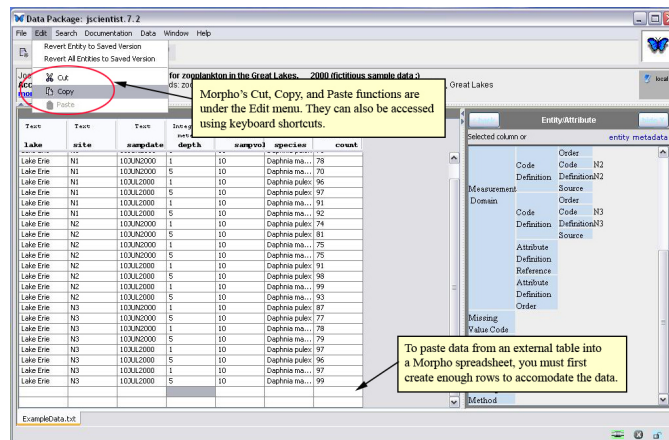 Data Package: jscientist.7.2
File Edit Search Documentation Data Window Help
Revert Entity to Saved Version
Revert All Entities to Saved Version
Cut
Copy
Paste
for zooplankton in the Great Lakes, 2000 (fictitious sample data ;)
Great Lakes
local
Morpho's Cut, Copy, and Paste functions are
under the Edit menu. They can also be accessed
using keyboard shortcuts.
Entity/Attribute
Selected column or entity metadata
Text Text Text
lake site sampdate depth sampvol species count
Lake Erie N1 10JUN2000 1 10 Daphnia ma... 78
Lake Erie N1 10JUN2000 5 10 Daphnia ma... 70
Lake Erie N1 10JUL2000 1 10 Daphnia pulex 96
Lake Erie N1 10JUL2000 5 10 Daphnia pulex 97
Lake Erie N1 10JUL2000 1 10 Daphnia ma... 91
Lake Erie N1 10JUL2000 5 10 Daphnia ma... 92
Lake Erie N2 10JUN2000 1 10 Daphnia pulex 74
Lake Erie N2 10JUN2000 5 10 Daphnia pulex 81
Lake Erie N2 10JUN2000 1 10 Daphnia ma... 75
Lake Erie N2 10JUN2000 5 10 Daphnia ma... 75
Lake Erie N2 10JUL2000 1 10 Daphnia pulex 91
Lake Erie N2 10JUL2000 5 10 Daphnia pulex 98
Lake Erie N2 10JUL2000 1 10 Daphnia ma... 99
Lake Erie N2 10JUL2000 5 10 Daphnia ma... 93
Lake Erie N3 10JUN2000 1 10 Daphnia pulex 87
Lake Erie N3 10JUN2000 5 10 Daphnia pulex 77
Lake Erie N3 10JUN2000 1 10 Daphnia ma... 78
Lake Erie N3 10JUN2000 5 10 Daphnia ma... 79
Lake Erie N3 10JUL2000 1 10 Daphnia pulex 97
Lake Erie N3 10JUL2000 5 10 Daphnia pulex 96
Lake Erie N3 10JUL2000 1 10 Daphnia ma... 97
Lake Erie N3 10JUL2000 5 10 Daphnia ma... 99
Order
Code Code N2
Definition DefinitionN2
Measurement Source
Domain Order
Code Code N3
Definition DefinitionN3
Source
Attribute
Definition
Reference
Attribute
Definition
Order
Missing
Value Code
Method
To paste data from an external table into
a Morpho spreadsheet, you must first
create enough rows to accomodate the data.
ExampleData.txt